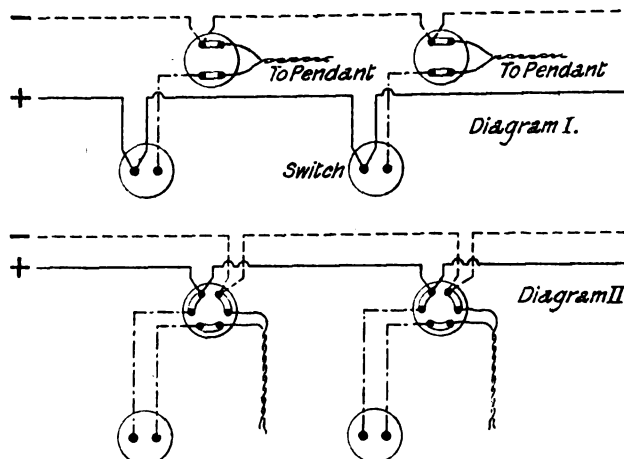 To Pendant
To Pendant
Diagram I.
Switch
Diagram II